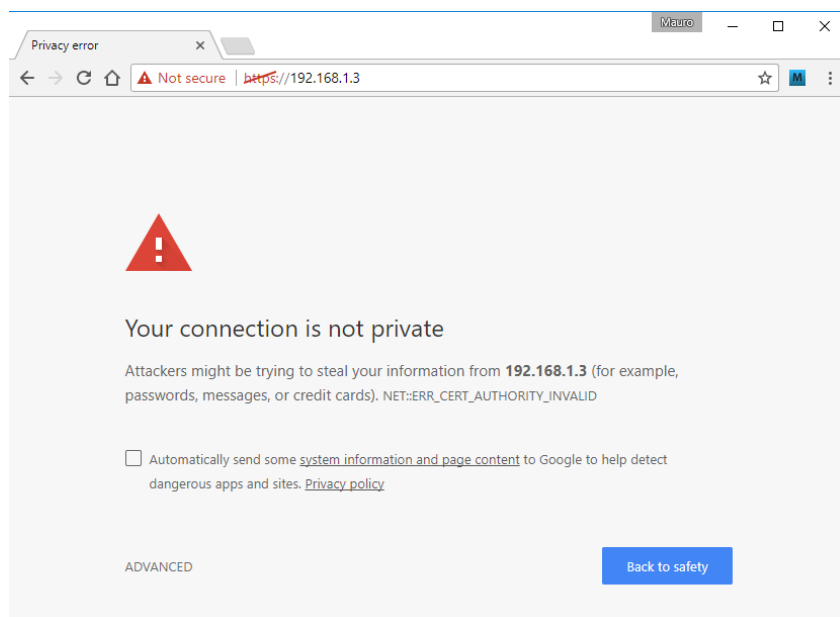 Mauro
Privacy error
Not secure | https://192.168.1.3
M
!
Your connection is not private
Attackers might be trying to steal your information from 192.168.1.3 (for example,
passwords, messages, or credit cards). NET::ERR_CERT_AUTHORITY_INVALID
Automatically send some system information and page content to Google to help detect
dangerous apps and sites. Privacy policy
ADVANCED
Back to safety